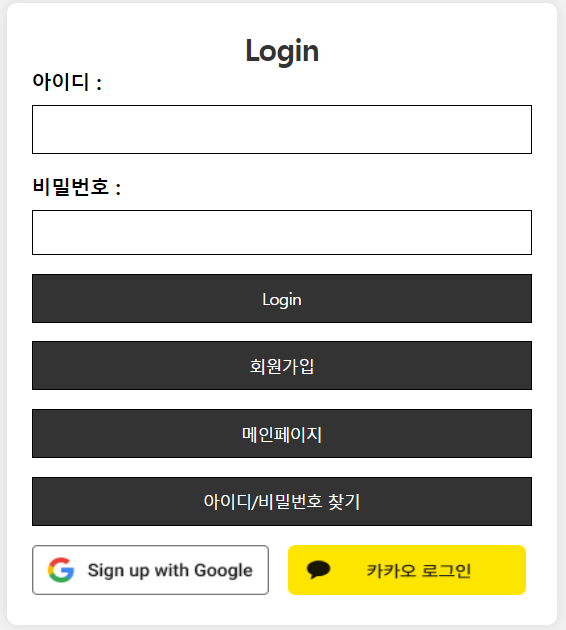 Login
아이디 :
비밀번호 :
Login
회원가입
메인페이지
아이디/비밀번호 찾기
Sign up with Google
카카오 로그인